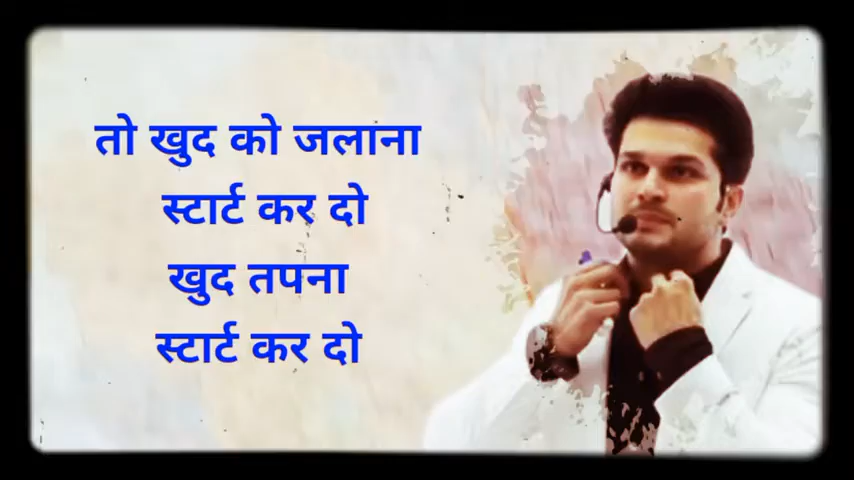 तो खुद को जलाना
स्टार्ट कर दो
खुद तपना
स्टार्ट कर दो